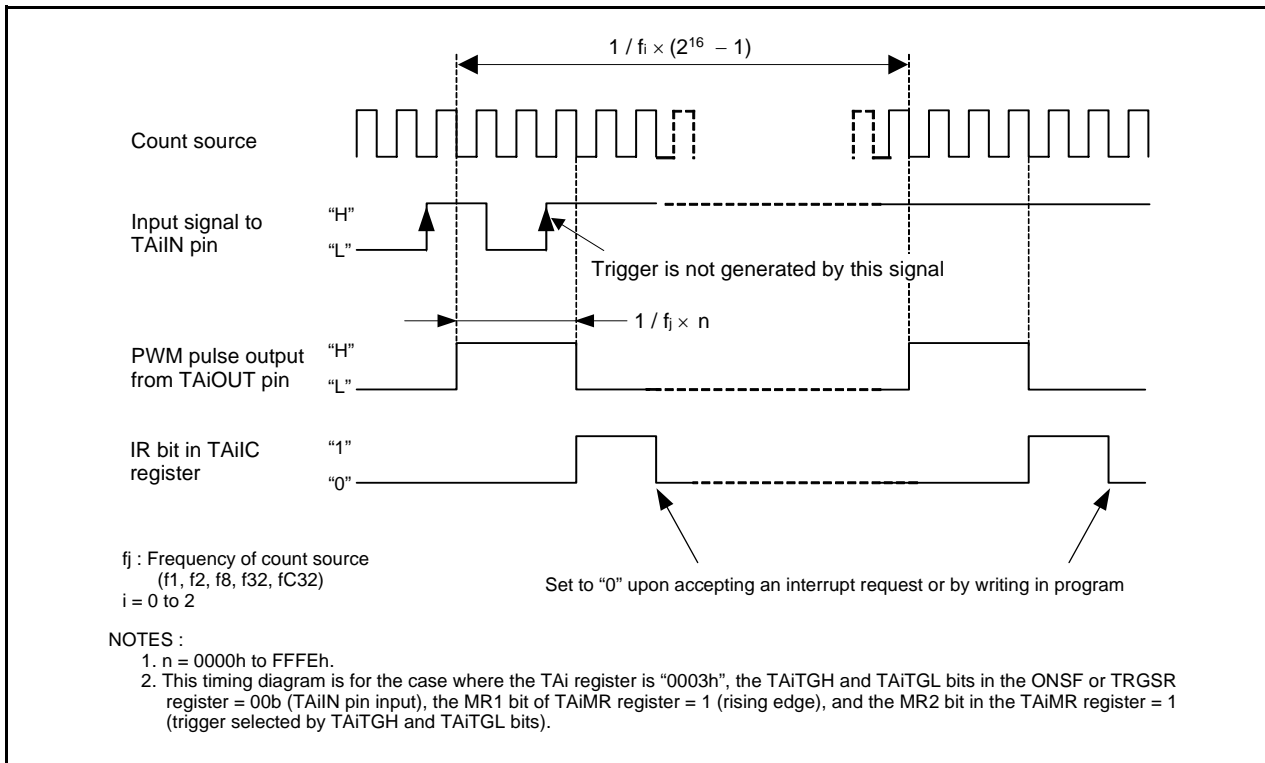 1 / fi × (2^16 − 1)
Count source
Input signal to
TAiIN pin
“H”
“L”
Trigger is not generated by this signal
1 / fj × n
PWM pulse output
from TAiOUT pin
“H”
“L”
IR bit in TAiIC
register
“1”
“0”
fj : Frequency of count source
(f1, f2, f8, f32, fC32)
i = 0 to 2
Set to “0” upon accepting an interrupt request or by writing in program
NOTES :
1. n = 0000h to FFFEh.
2. This timing diagram is for the case where the TAi register is “0003h”, the TAiTGH and TAiTGL bits in the ONSF or TRGSR
register = 00b (TAiIN pin input), the MR1 bit of TAiMR register = 1 (rising edge), and the MR2 bit in the TAiMR register = 1
(trigger selected by TAiTGH and TAiTGL bits).